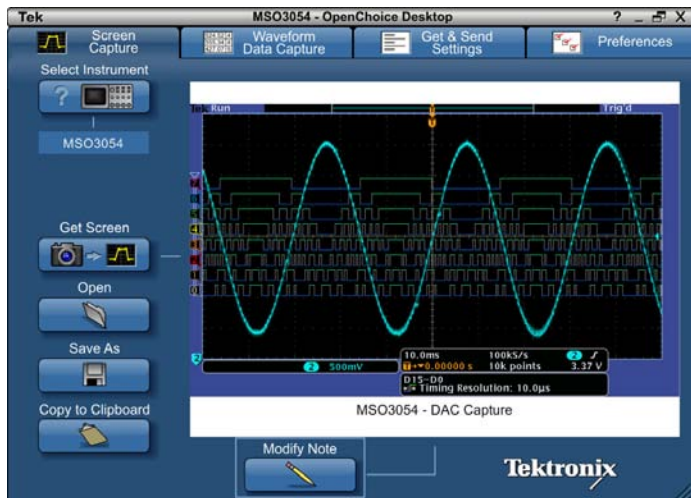 Tek
MSO3054 - OpenChoice Desktop
? _ X
Screen Capture
Waveform Data Capture
Get & Send Settings
Preferences
Select Instrument
?
MSO3054
Get Screen
Open
Save As
Copy to Clipboard
Tek Run
Trig'd
2 500mV
10.0ms
100kS/s
2
0.00000 s
10k points
3.37 V
D15-D0
Timing Resolution: 10.0µs
MSO3054 - DAC Capture
Modify Note
Tektronix